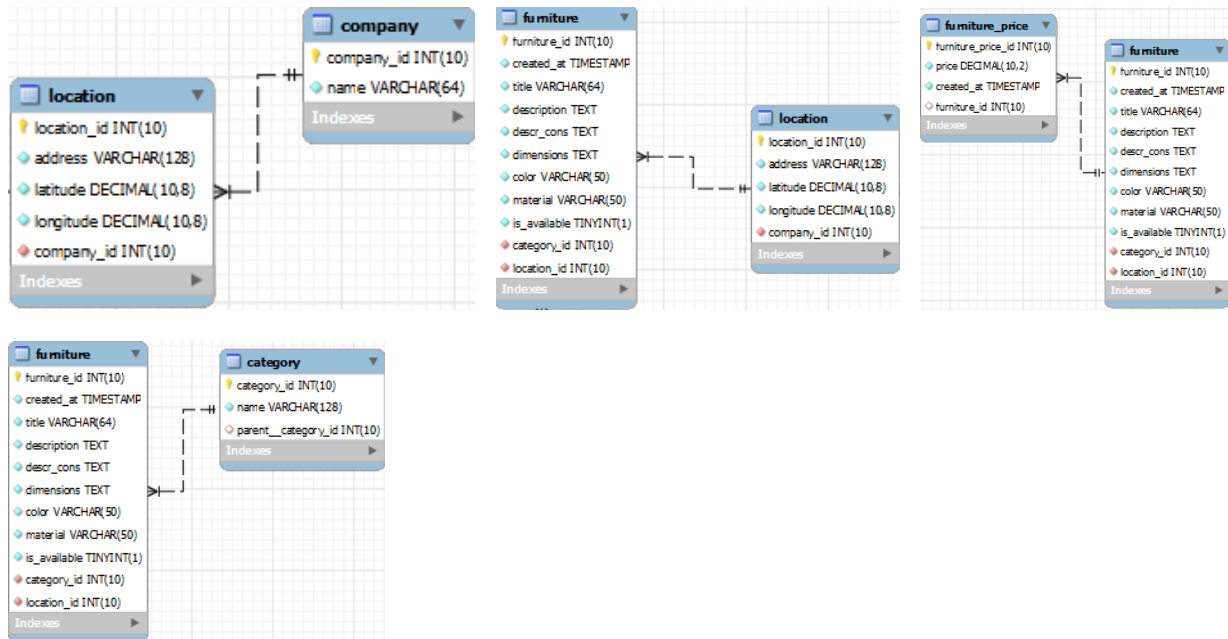 company
company_id INT(10)
name VARCHAR(64)
Indexes
location
location_id INT(10)
address VARCHAR(128)
latitude DECIMAL(10,8)
longitude DECIMAL(10,8)
company_id INT(10)
Indexes
furniture
furniture_id INT(10)
created_at TIMESTAMP
title VARCHAR(64)
description TEXT
descr_cons TEXT
dimensions TEXT
color VARCHAR(50)
material VARCHAR(50)
is_available TINYINT(1)
category_id INT(10)
location_id INT(10)
Indexes
location
location_id INT(10)
address VARCHAR(128)
latitude DECIMAL(10,8)
longitude DECIMAL(10,8)
company_id INT(10)
Indexes
furniture_price
furniture_price_id INT(10)
price DECIMAL(10,2)
created_at TIMESTAMP
furniture_id INT(10)
Indexes
furniture
furniture_id INT(10)
created_at TIMESTAMP
title VARCHAR(64)
description TEXT
descr_cons TEXT
dimensions TEXT
color VARCHAR(50)
material VARCHAR(50)
is_available TINYINT(1)
category_id INT(10)
location_id INT(10)
Indexes
furniture
furniture_id INT(10)
created_at TIMESTAMP
title VARCHAR(64)
description TEXT
descr_cons TEXT
dimensions TEXT
color VARCHAR(50)
material VARCHAR(50)
is_available TINYINT(1)
category_id INT(10)
location_id INT(10)
Indexes
category
category_id INT(10)
name VARCHAR(128)
parent__category_id INT(10)
Indexes